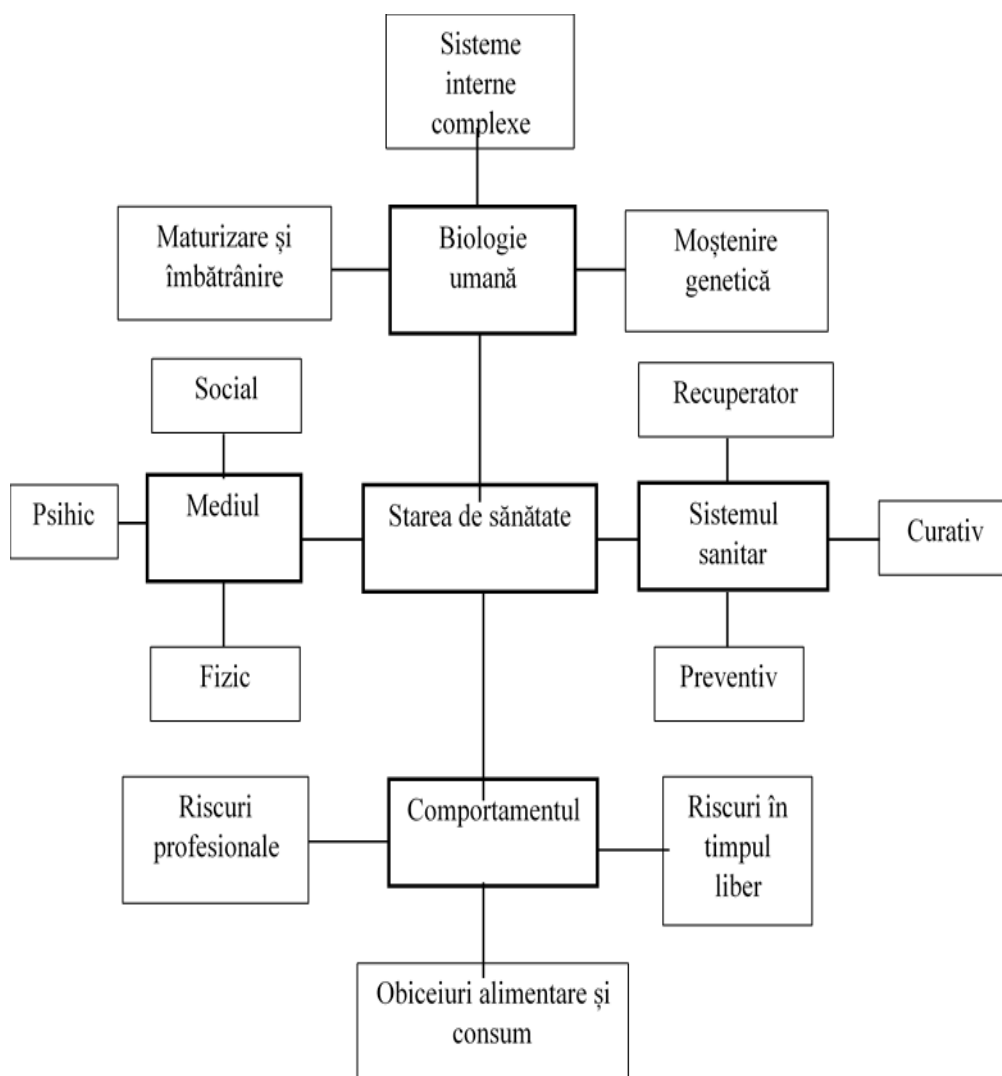 Sisteme
interne
complexe
Maturizare și
îmbătrânire
Biologie
umană
Moștenire
genetică
Social
Recuperator
Psihic
Mediul
Starea de sănătate
Sistemul
sanitar
Curativ
Fizic
Preventiv
Riscuri
profesionale
Comportamentul
Riscuri în
timpul
liber
Obiceiuri alimentare și
consum